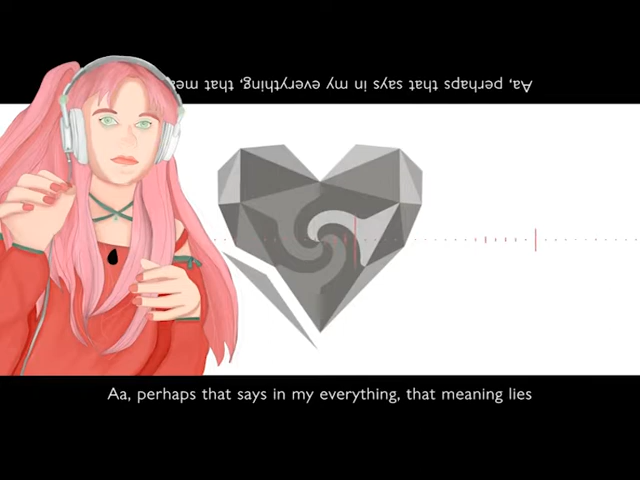 Aa, perhaps that says in my everything, that mea
Aa, perhaps that says in my everything, that meaning lies